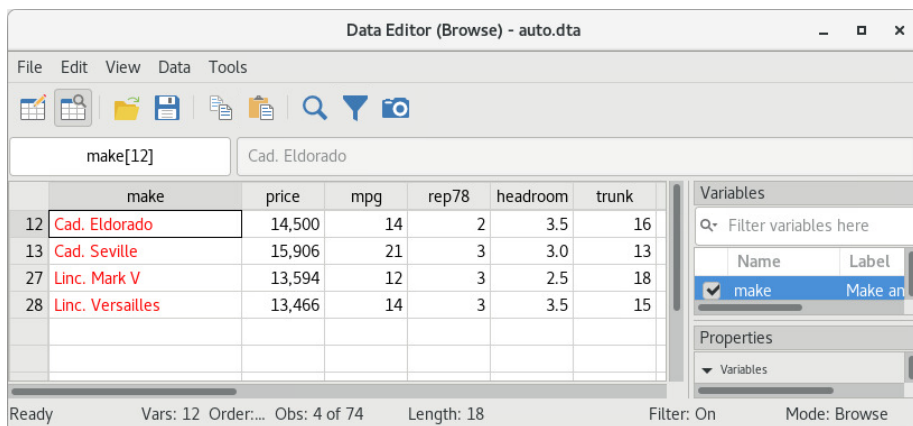 Data Editor (Browse) - auto.dta
File Edit View Data Tools
make[12] Cad. Eldorado
make price mpg rep78 headroom trunk
12 Cad. Eldorado 14,500 14 2 3.5 16
13 Cad. Seville 15,906 21 3 3.0 13
27 Linc. Mark V 13,594 12 3 2.5 18
28 Linc. Versailles 13,466 14 3 3.5 15
Variables
Filter variables here
Name Label
make Make an
Properties
Variables
Ready Vars: 12 Order:... Obs: 4 of 74 Length: 18 Filter: On Mode: Browse